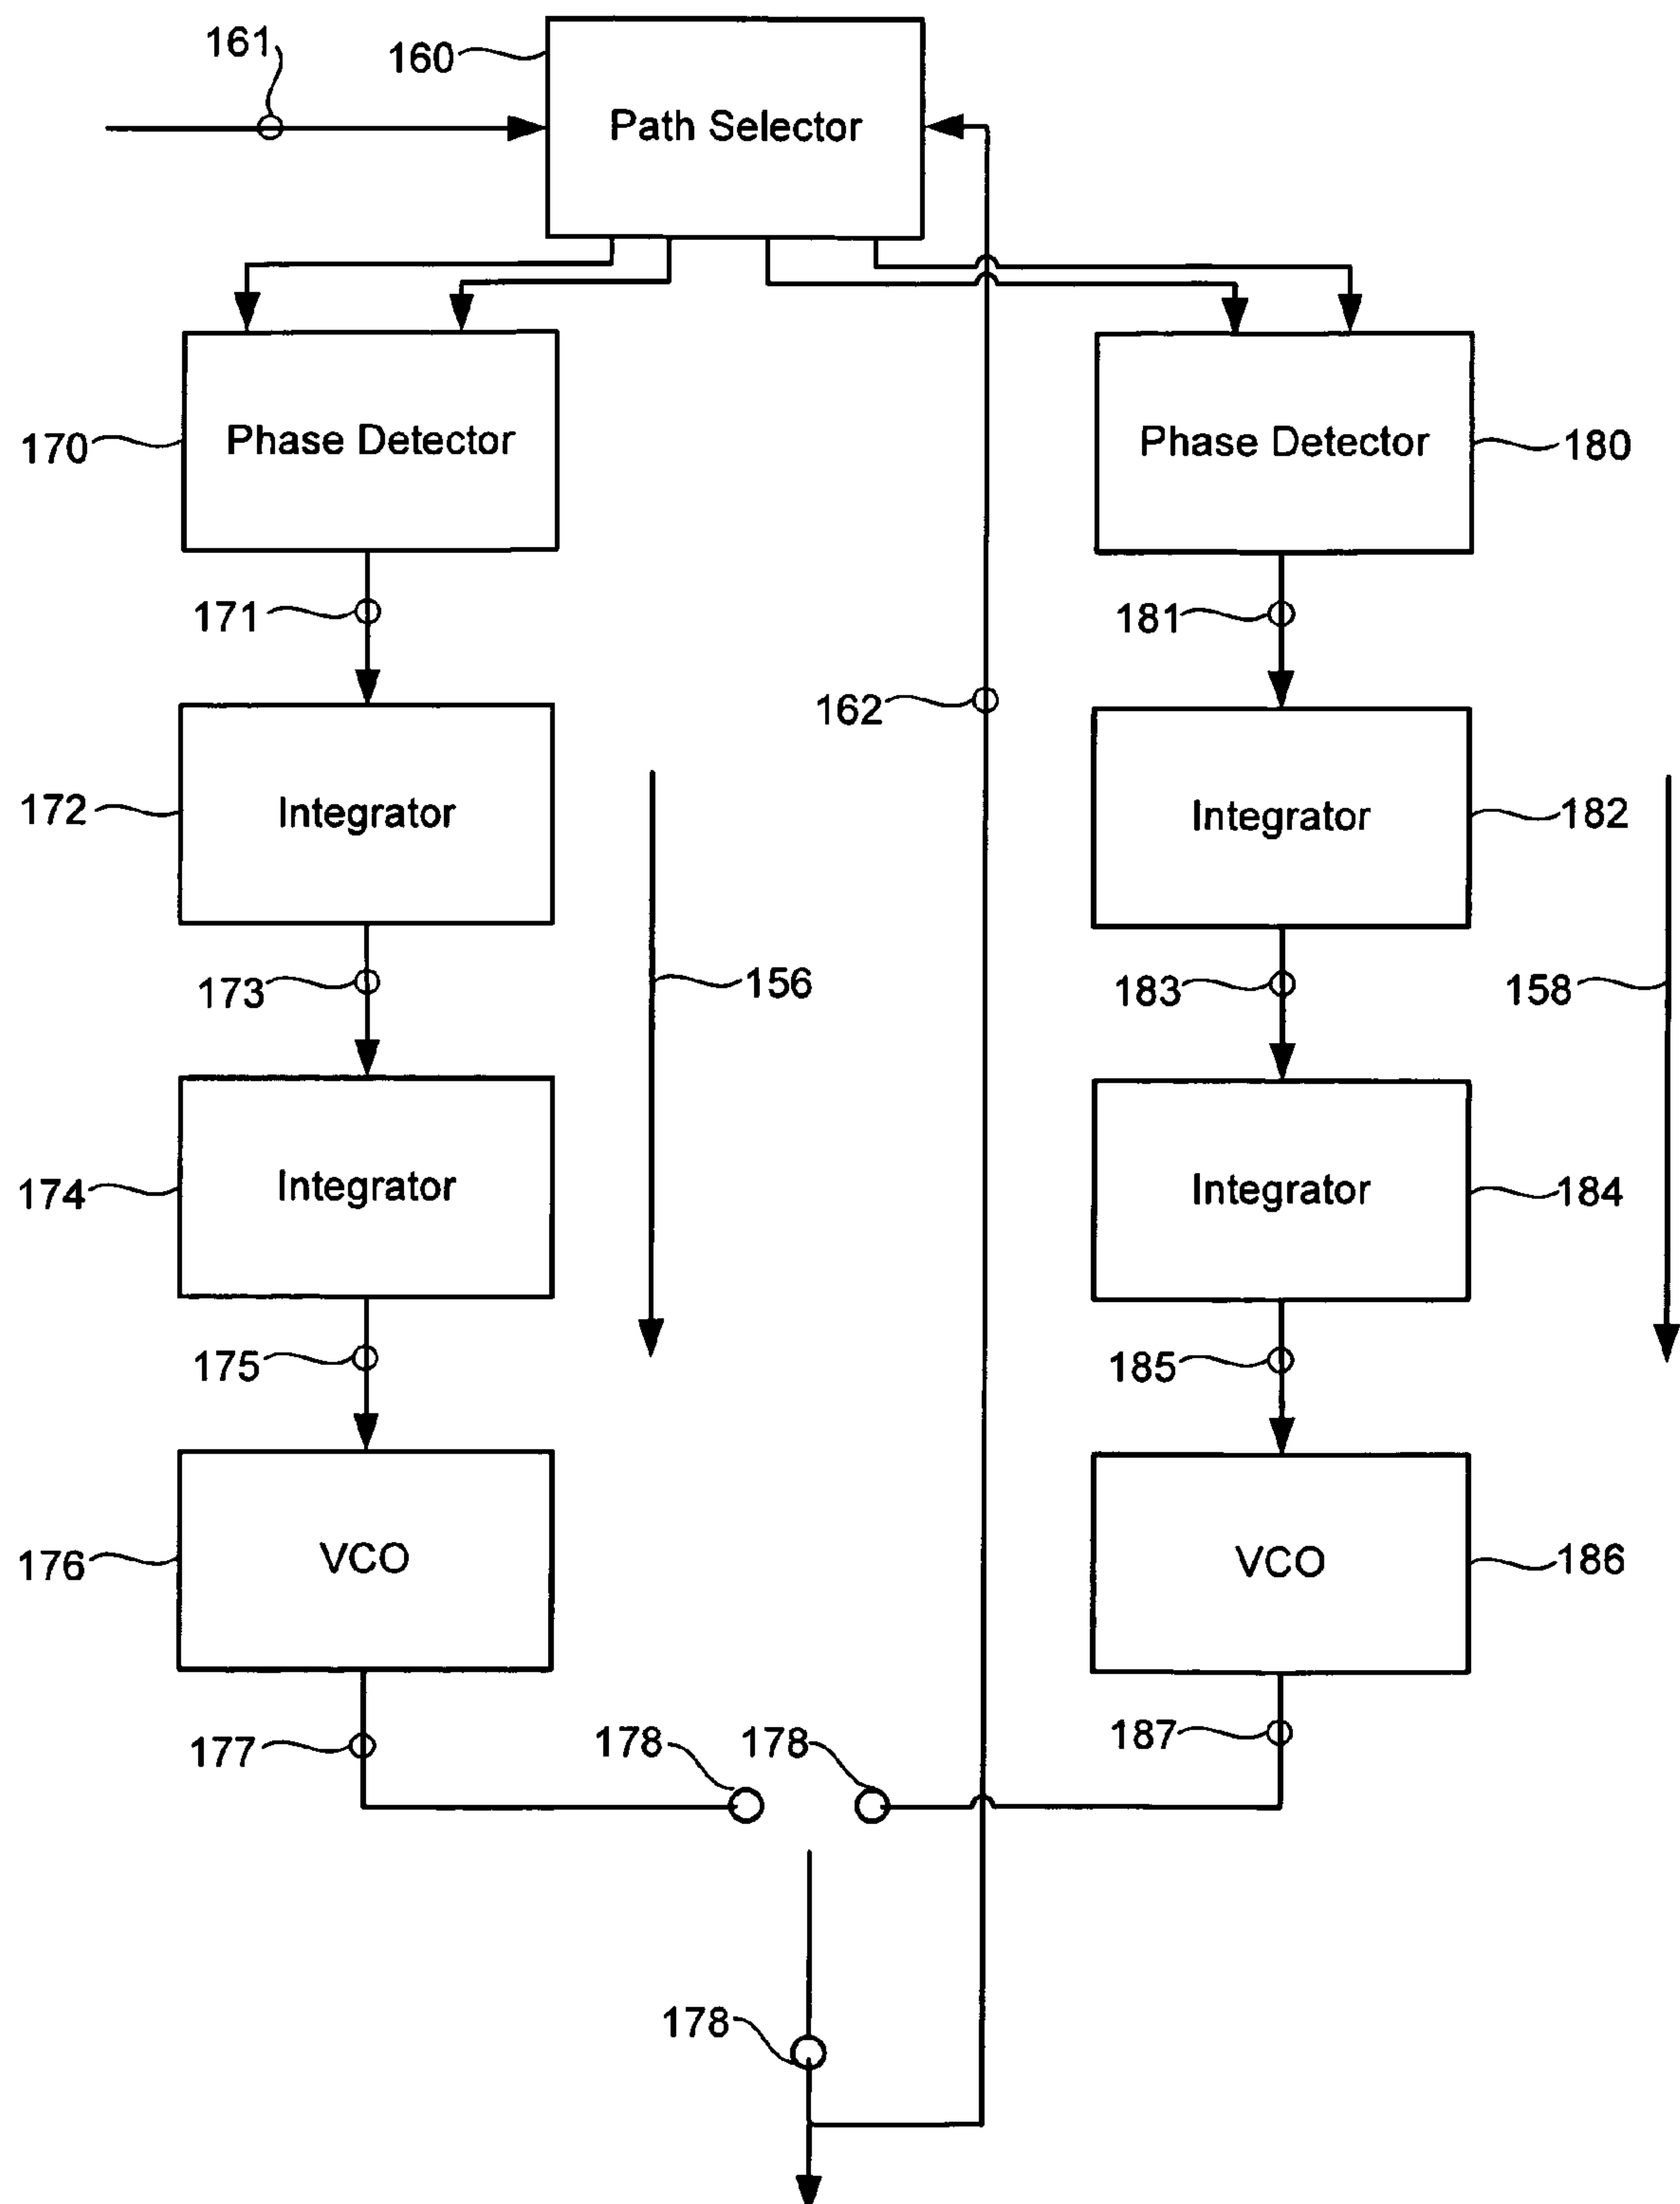 161
160
Path Selector
170
Phase Detector
Phase Detector
180
171
181
162
172
Integrator
Integrator
182
173
156
183
158
174
Integrator
Integrator
184
175
185
176
VCO
VCO
186
177
178
178
187
178